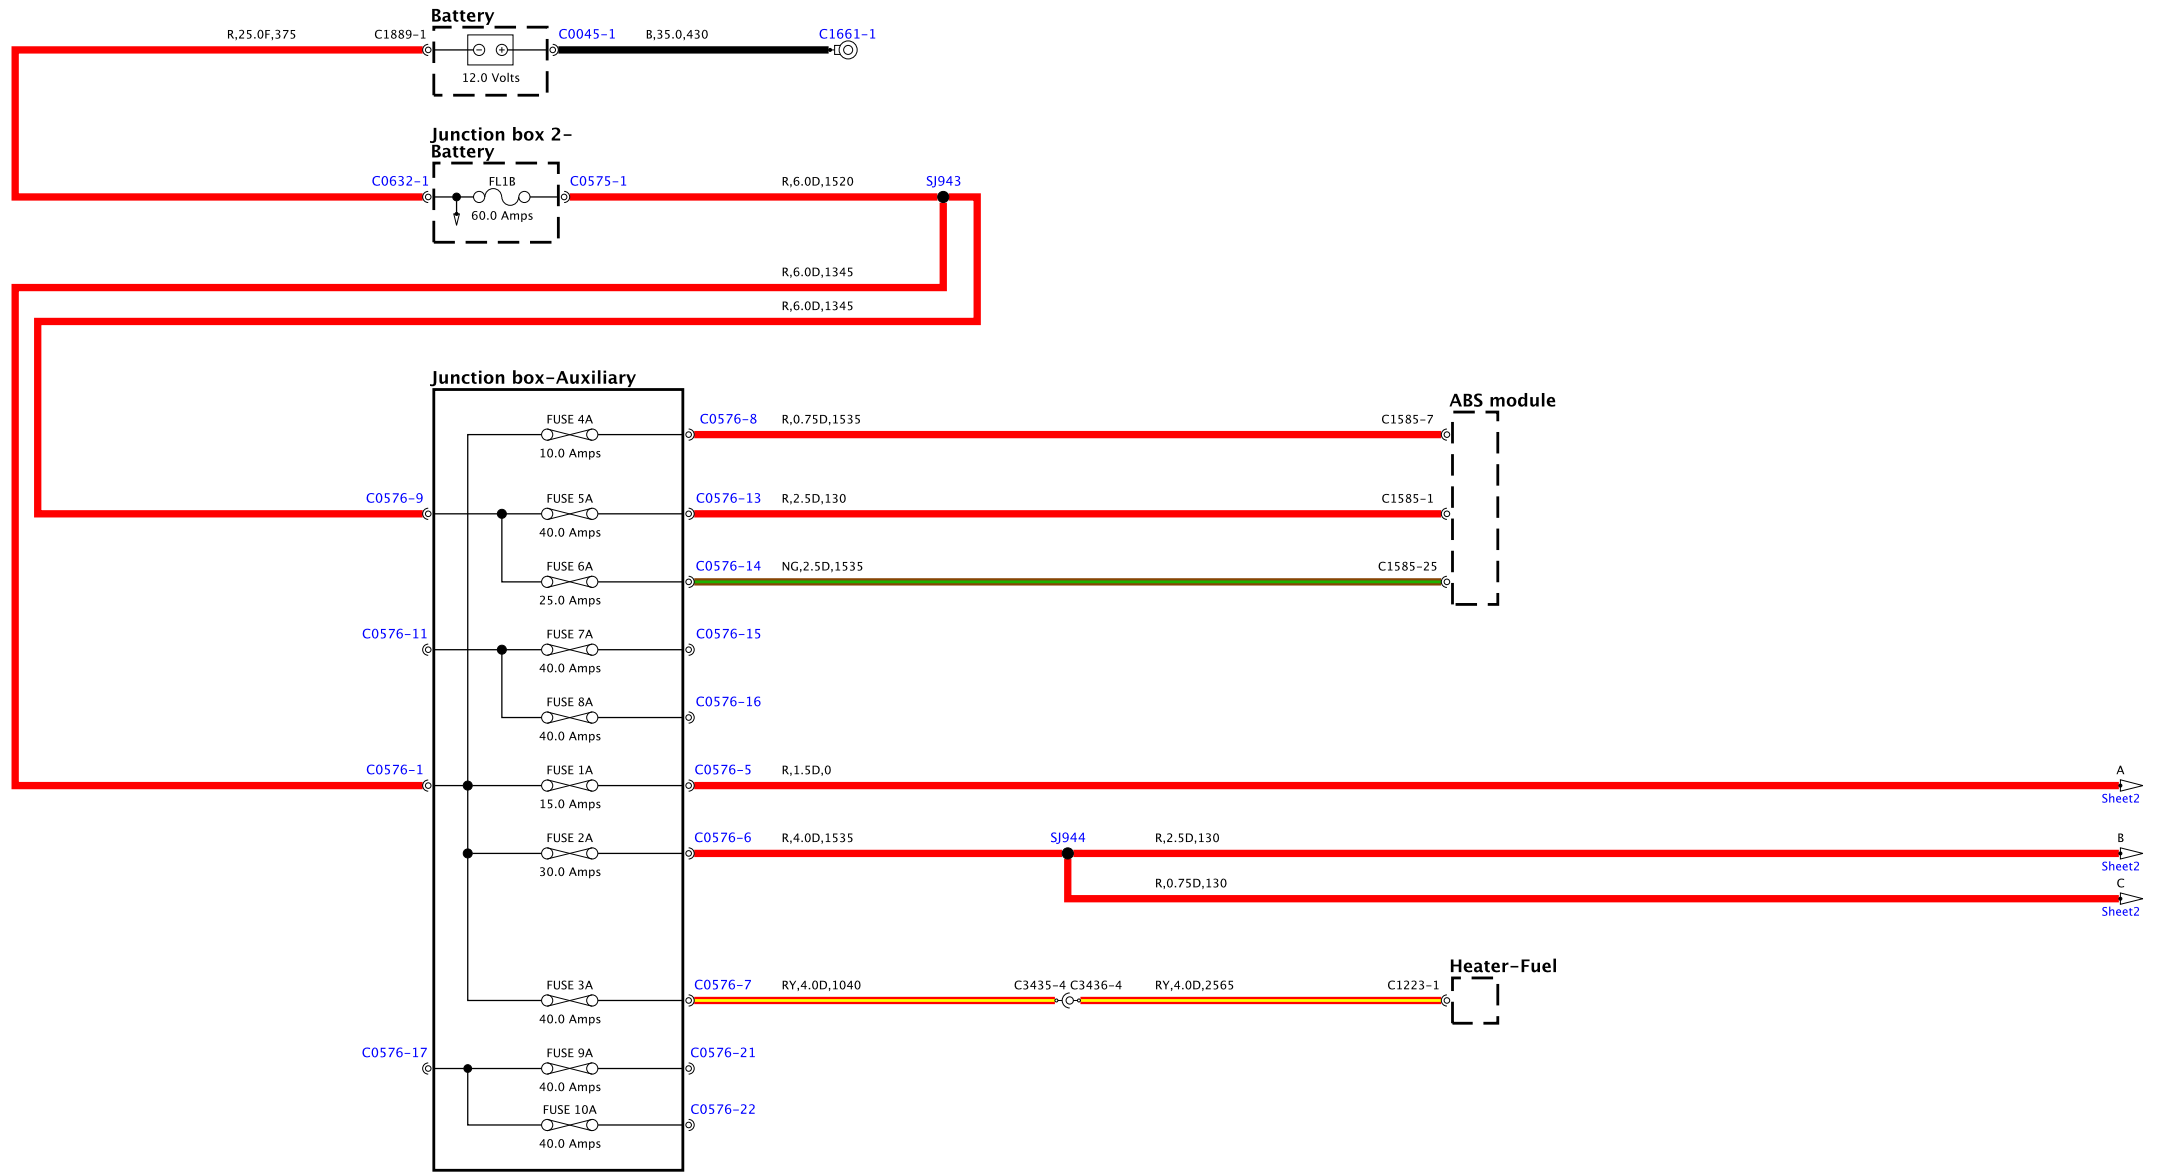 Battery
R,25.0F,375
C1889-1
C0045-1
B,35.0,430
C1661-1
12.0 Volts
Junction box 2-
Battery
C0632-1
FL1B
C0575-1
R,6.0D,1520
SJ943
60.0 Amps
R,6.0D,1345
R,6.0D,1345
Junction box-Auxiliary
ABS module
FUSE 4A
C0576-8
R,0.75D,1535
C1585-7
10.0 Amps
C0576-9
FUSE 5A
C0576-13
R,2.5D,130
C1585-1
40.0 Amps
FUSE 6A
C0576-14
NG,2.5D,1535
C1585-25
25.0 Amps
C0576-11
FUSE 7A
C0576-15
40.0 Amps
FUSE 8A
C0576-16
40.0 Amps
C0576-1
FUSE 1A
C0576-5
R,1.5D,0
A
15.0 Amps
Sheet2
FUSE 2A
C0576-6
R,4.0D,1535
SJ944
R,2.5D,130
B
30.0 Amps
Sheet2
R,0.75D,130
C
Sheet2
Heater-Fuel
FUSE 3A
C0576-7
RY,4.0D,1040
C3435-4 C3436-4
RY,4.0D,2565
C1223-1
40.0 Amps
C0576-17
FUSE 9A
C0576-21
40.0 Amps
FUSE 10A
C0576-22
40.0 Amps